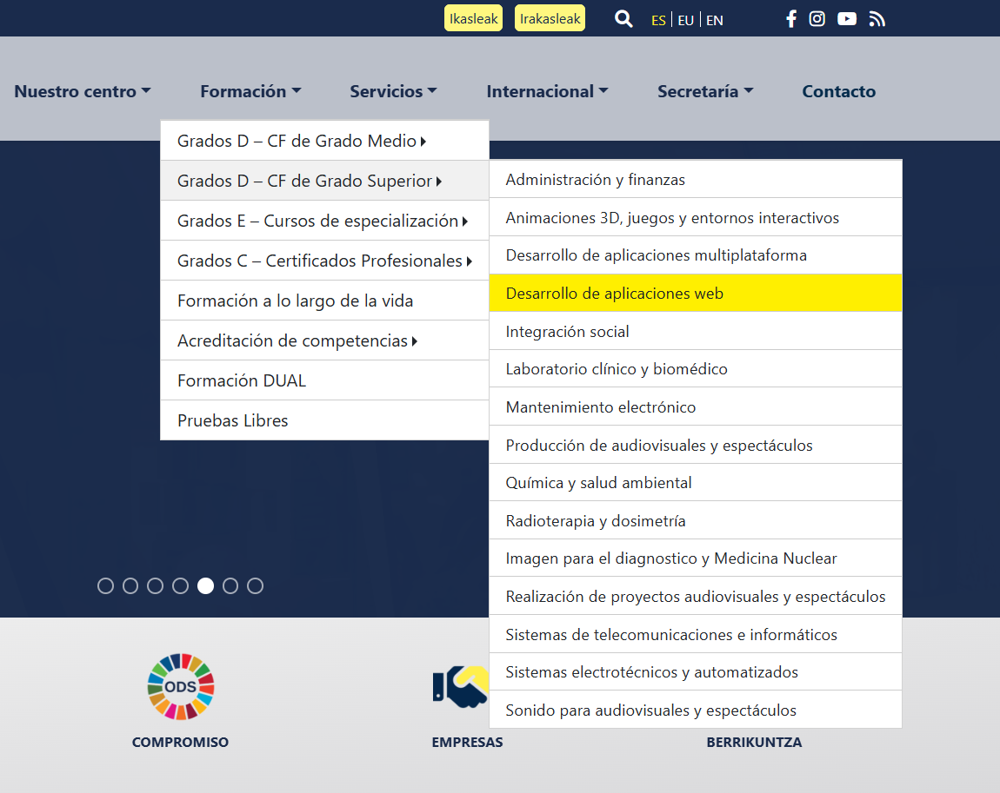 Ikasleak Irakasleak ES EU EN
Nuestro centro Formación Servicios Internacional Secretaría Contacto
Grados D – CF de Grado Medio
Grados D – CF de Grado Superior
Grados E – Cursos de especialización
Grados C – Certificados Profesionales
Formación a lo largo de la vida
Acreditación de competencias
Formación DUAL
Pruebas Libres
Administración y finanzas
Animaciones 3D, juegos y entornos interactivos
Desarrollo de aplicaciones multiplataforma
Desarrollo de aplicaciones web
Integración social
Laboratorio clínico y biomédico
Mantenimiento electrónico
Producción de audiovisuales y espectáculos
Química y salud ambiental
Radioterapia y dosimetría
Imagen para el diagnostico y Medicina Nuclear
Realización de proyectos audiovisuales y espectáculos
Sistemas de telecomunicaciones e informáticos
Sistemas electrotécnicos y automatizados
Sonido para audiovisuales y espectáculos
ODS
COMPROMISO EMPRESAS BERRIKUNTZA